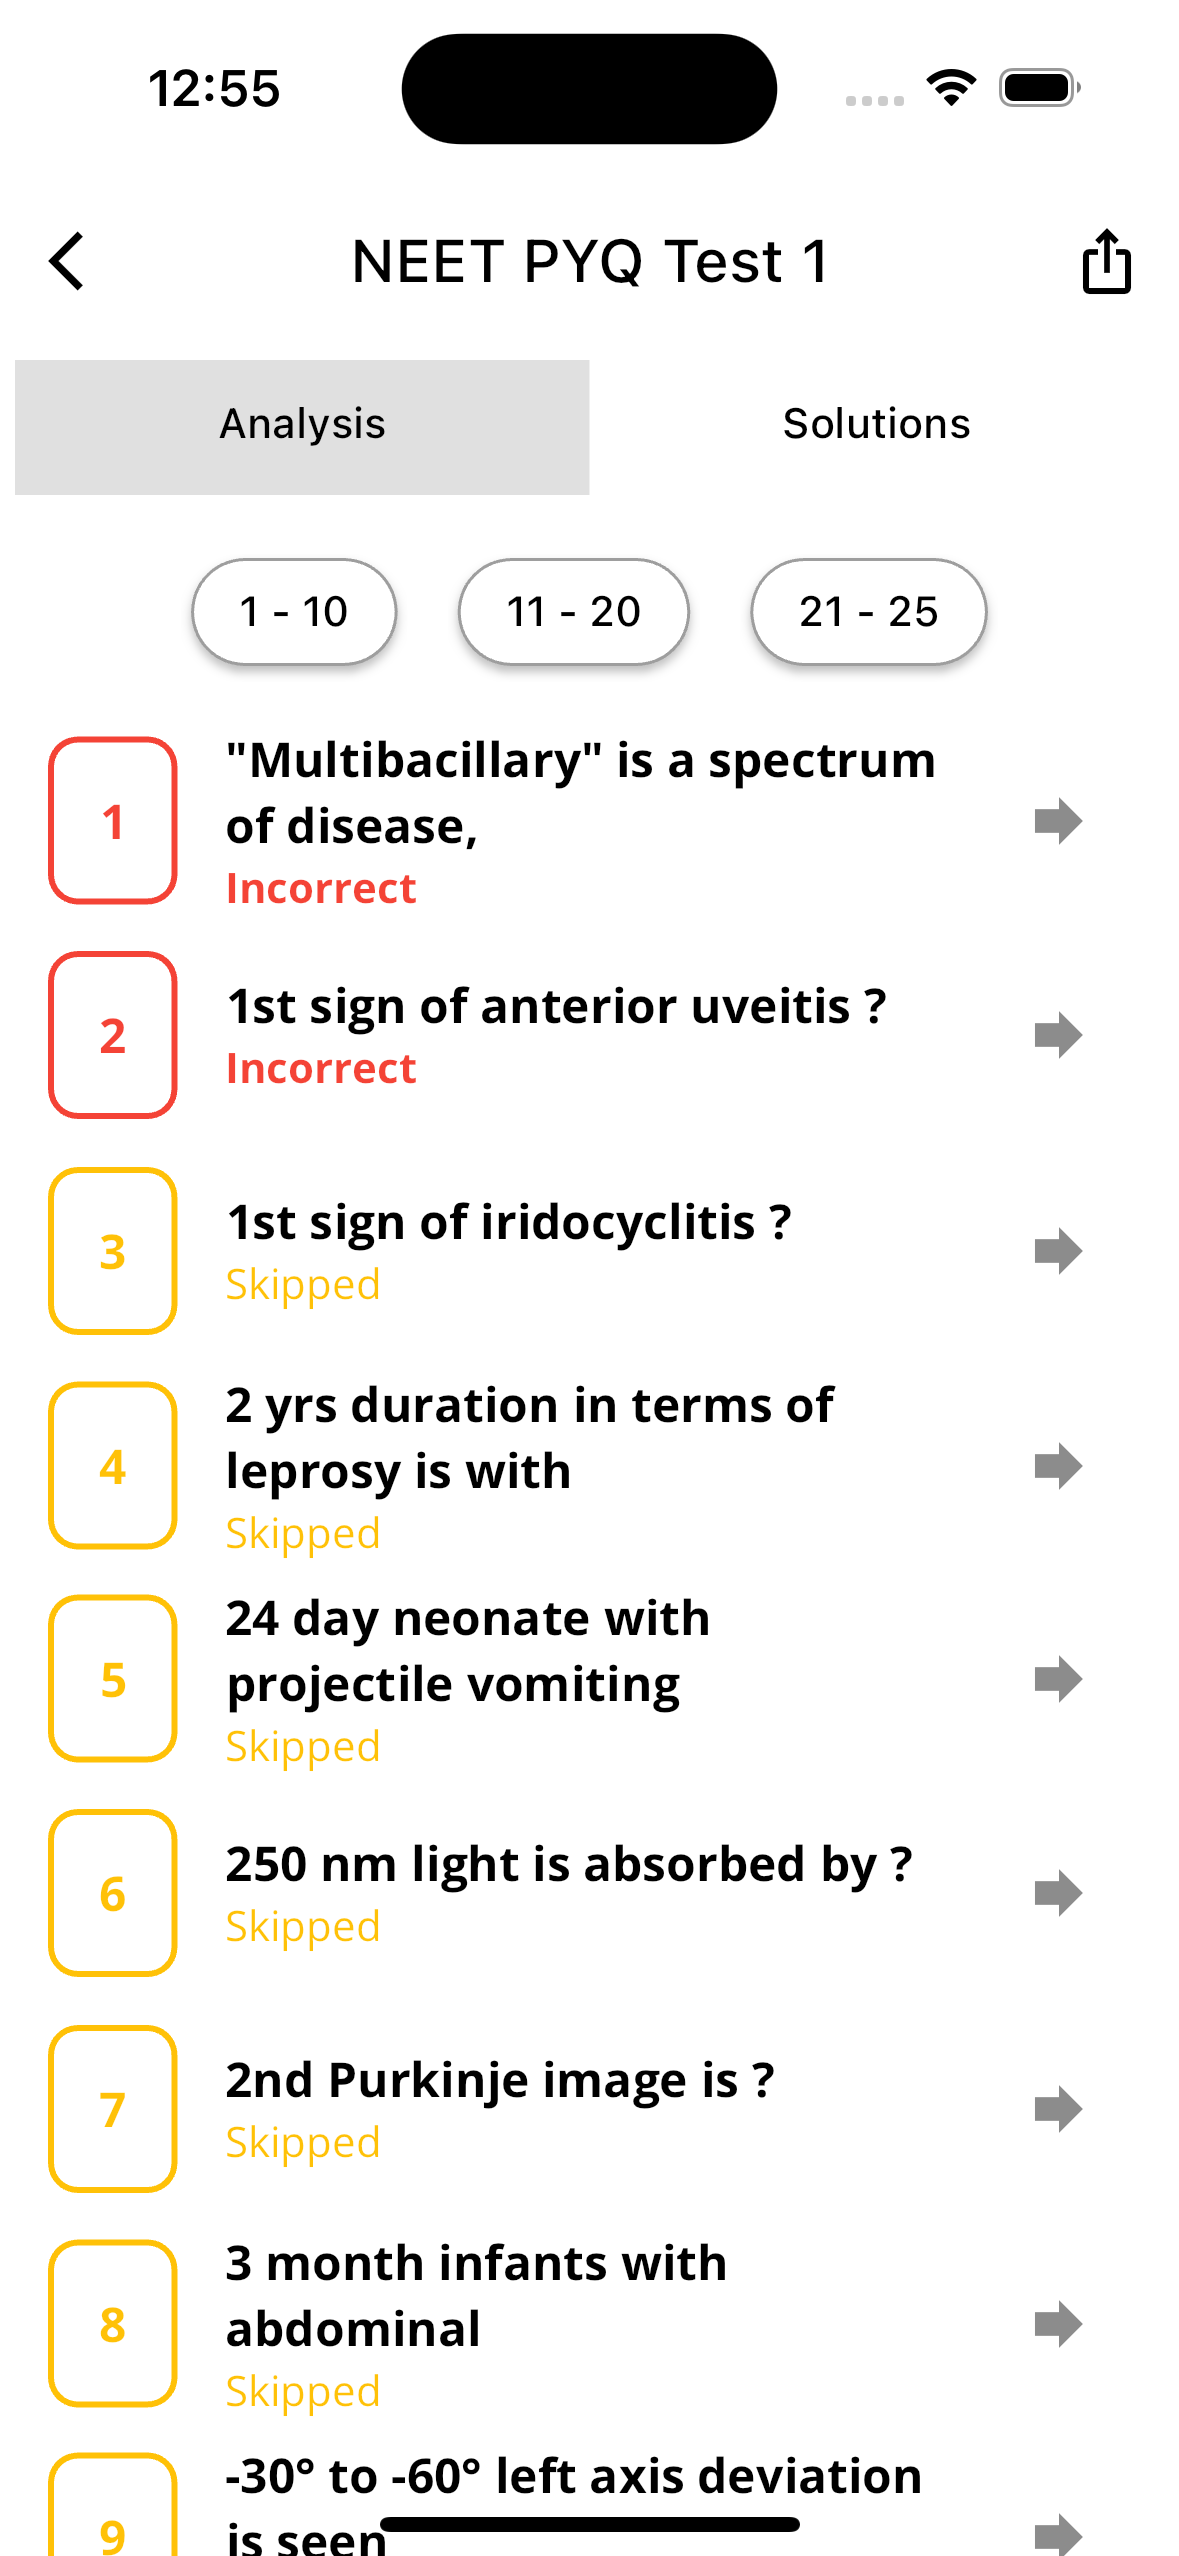 12:55
NEET PYQ Test 1
Analysis
Solutions
1 - 10
11 - 20
21 - 25
1
"Multibacillary" is a spectrum
of disease,
Incorrect
2
1st sign of anterior uveitis ?
Incorrect
3
1st sign of iridocyclitis ?
Skipped
4
2 yrs duration in terms of
leprosy is with
Skipped
5
24 day neonate with
projectile vomiting
Skipped
6
250 nm light is absorbed by ?
Skipped
7
2nd Purkinje image is ?
Skipped
8
3 month infants with
abdominal
Skipped
9
-30° to -60° left axis deviation
is seen